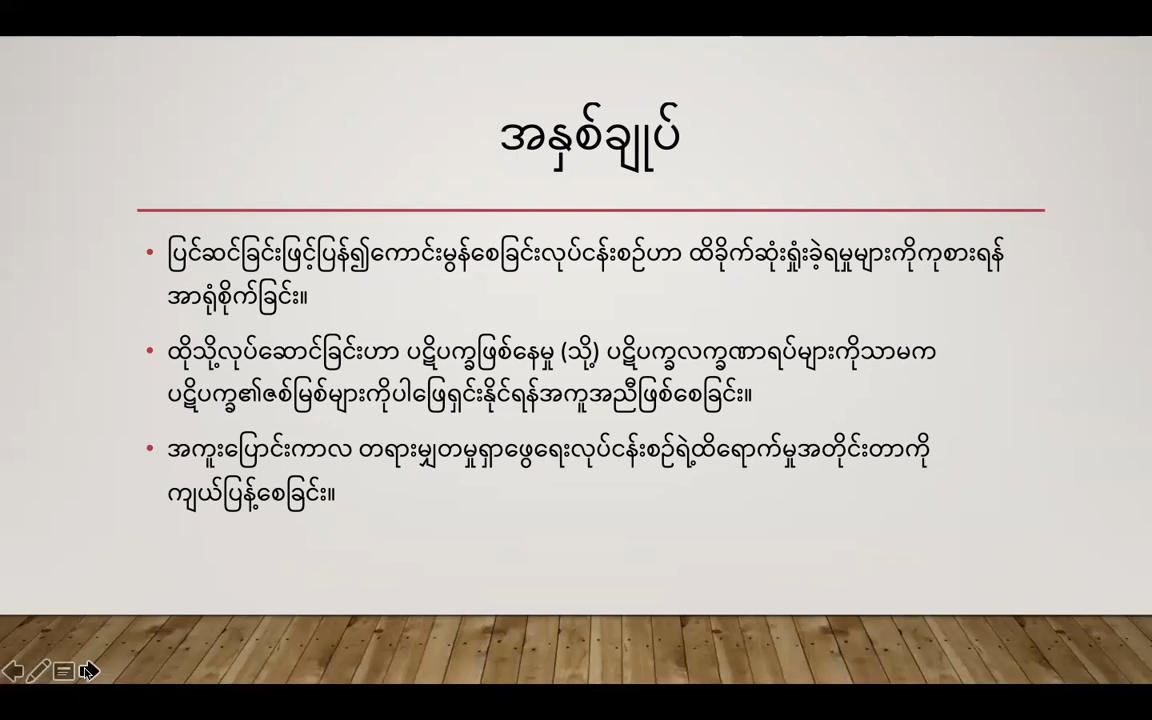 အနှစ်ချုပ်
• ပြင်ဆင်ခြင်းဖြင့်ပြန်၍ကောင်းမွန်စေခြင်းလုပ်ငန်းစဉ်ဟာ ထိခိုက်ဆုံးရှုံးခဲ့ရမှုများကိုကုစားရန်
အာရုံစိုက်ခြင်း။
• ထိုသို့လုပ်ဆောင်ခြင်းဟာ ပဋိပက္ခဖြစ်နေမှု (သို့) ပဋိပက္ခလက္ခဏာရပ်များကိုသာမက
ပဋိပက္ခ၏ဇစ်မြစ်များကိုပါဖြေရှင်းနိုင်ရန်အကူအညီဖြစ်စေခြင်း။
• အကူးပြောင်းကာလ တရားမျှတမှုရှာဖွေရေးလုပ်ငန်းစဉ်ရဲ့ထိရောက်မှုအတိုင်းတာကို
ကျယ်ပြန့်စေခြင်း။